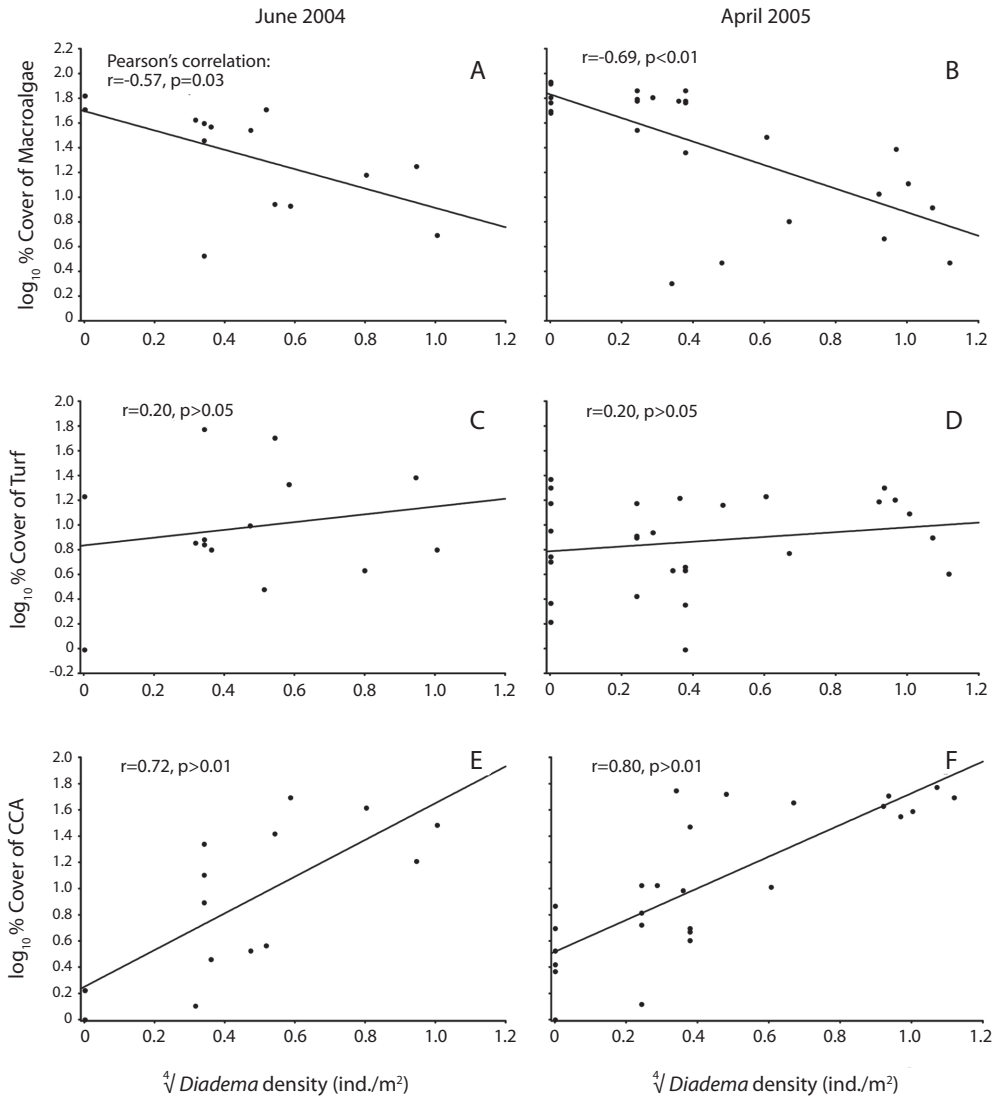 June 2004
April 2005
log10 % Cover of Macroalgae
2.2
2.0
1.8
1.6
1.4
1.2
1.0
0.8
0.6
0.4
0.2
0
Pearson's correlation:
r=-0.57, p=0.03
A
0 0.2 0.4 0.6 0.8 1.0 1.2
r=-0.69, p<0.01
B
0 0.2 0.4 0.6 0.8 1.0 1.2
log10 % Cover of Turf
2.0
1.8
1.6
1.4
1.2
1.0
0.8
0.6
0.4
0.2
0
-0.2
r=0.20, p>0.05
C
0 0.2 0.4 0.6 0.8 1.0 1.2
r=0.20, p>0.05
D
0 0.2 0.4 0.6 0.8 1.0 1.2
log10 % Cover of CCA
2.0
1.8
1.6
1.4
1.2
1.0
0.8
0.6
0.4
0.2
0
r=0.72, p>0.01
E
0 0.2 0.4 0.6 0.8 1.0 1.2
r=0.80, p>0.01
F
0 0.2 0.4 0.6 0.8 1.0 1.2
∜ Diadema density (ind./m²)
∜ Diadema density (ind./m²)